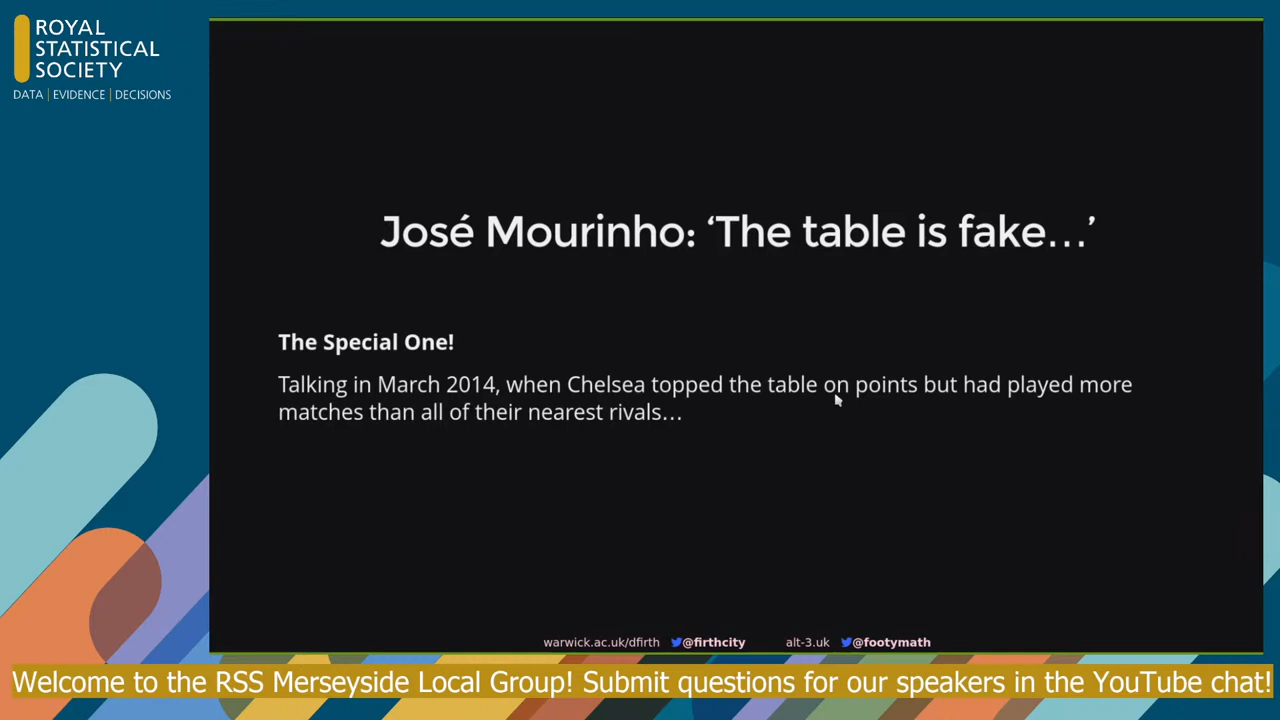 ROYAL
STATISTICAL
SOCIETY
DATA | EVIDENCE | DECISIONS
José Mourinho: ‘The table is fake…’
The Special One!
Talking in March 2014, when Chelsea topped the table on points but had played more
matches than all of their nearest rivals…
warwick.ac.uk/dfirth @firthcity alt-3.uk @footymath
Welcome to the RSS Merseyside Local Group! Submit questions for our speakers in the YouTube chat!